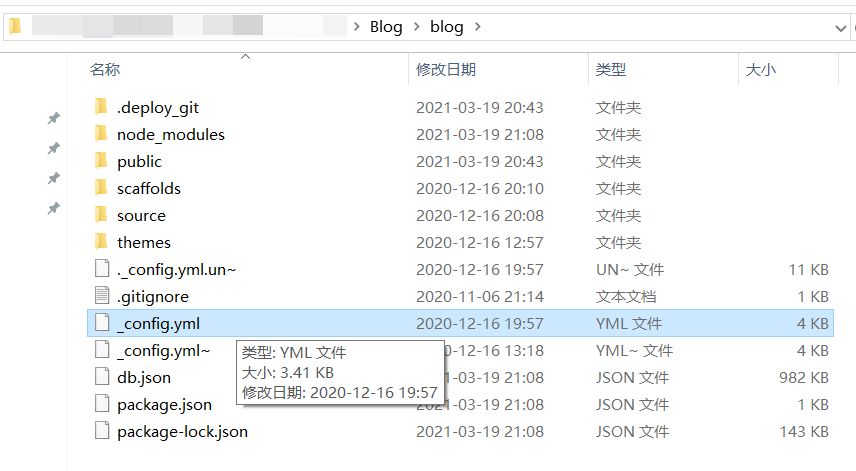 Blog > blog >
名称 修改日期 类型 大小
.deploy_git 2021-03-19 20:43 文件夹
node_modules 2021-03-19 21:08 文件夹
public 2021-03-19 20:43 文件夹
scaffolds 2020-12-16 20:10 文件夹
source 2020-12-16 20:08 文件夹
themes 2020-12-16 12:57 文件夹
._config.yml.un~ 2020-12-16 19:57 UN~ 文件 11 KB
.gitignore 2020-11-06 21:14 文本文档 1 KB
_config.yml 2020-12-16 19:57 YML 文件 4 KB
_config.yml~ 2020-12-16 13:18 YML~ 文件 4 KB
db.json 2021-03-19 21:08 JSON 文件 982 KB
package.json 2021-03-19 21:08 JSON 文件 1 KB
package-lock.json 2021-03-19 21:08 JSON 文件 143 KB
类型: YML 文件
大小: 3.41 KB
修改日期: 2020-12-16 19:57